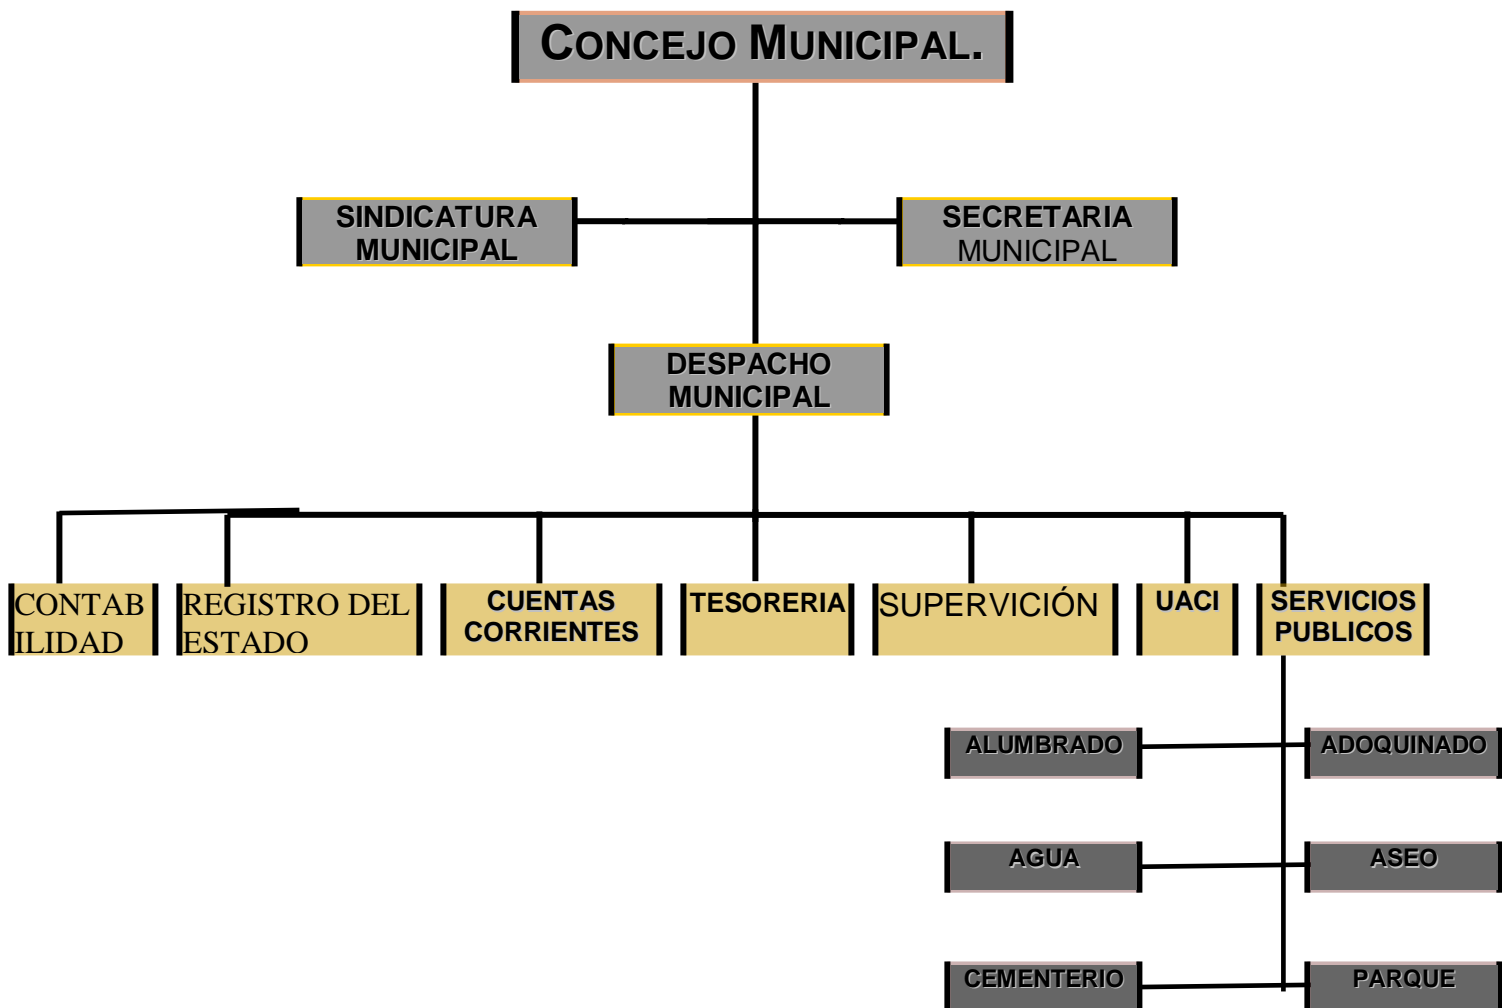 CONCEJO MUNICIPAL.
SINDICATURA
MUNICIPAL
SECRETARIA
MUNICIPAL
DESPACHO
MUNICIPAL
CONTAB
ILIDAD
REGISTRO DEL
ESTADO
CUENTAS
CORRIENTES
TESORERIA
SUPERVICIÓN
UACI
SERVICIOS
PUBLICOS
ALUMBRADO
ADOQUINADO
AGUA
ASEO
CEMENTERIO
PARQUE